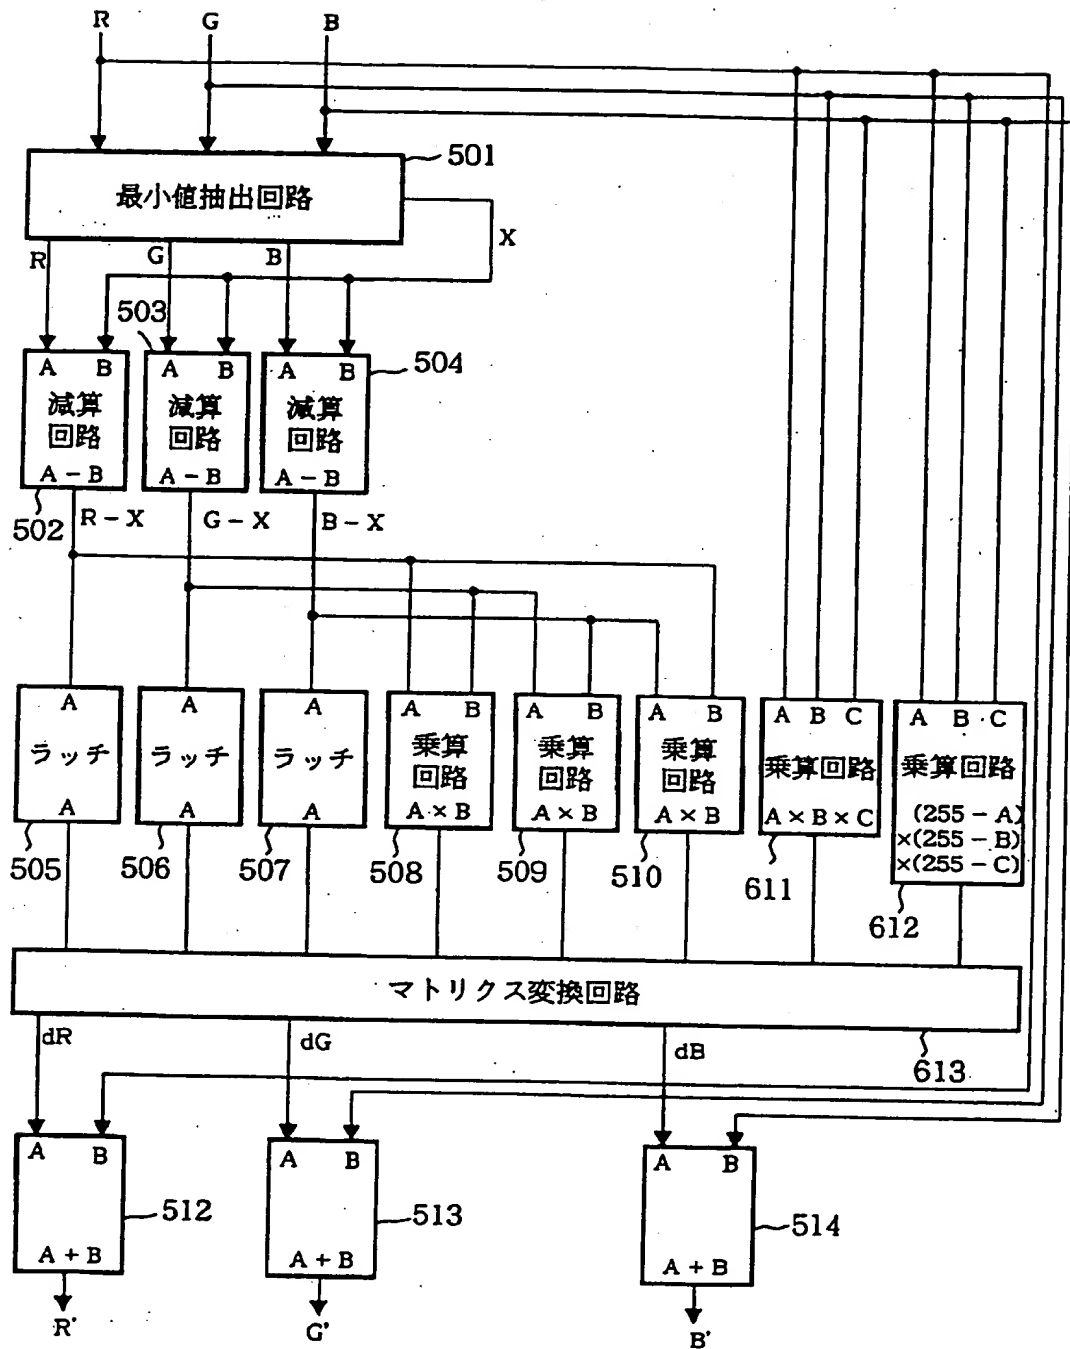 R G B
501
最小値抽出回路
X
R G B
503
504
A B A B A B
減算 減算 減算
回路 回路 回路
A - B A - B A - B
502
R - X G - X B - X
A A A A B A B A B A B C A B C
ラッチ ラッチ ラッチ 乗算 乗算 乗算 乗算回路 乗算回路
回路 回路 回路
A A A A × B A × B A × B A × B × C (255 - A)
×(255 - B)
×(255 - C)
505 506 507 508 509 510 611
612
マトリクス変換回路
dR dG dB
613
A B A B A B
512 513 514
A + B A + B A + B
R' G' B'